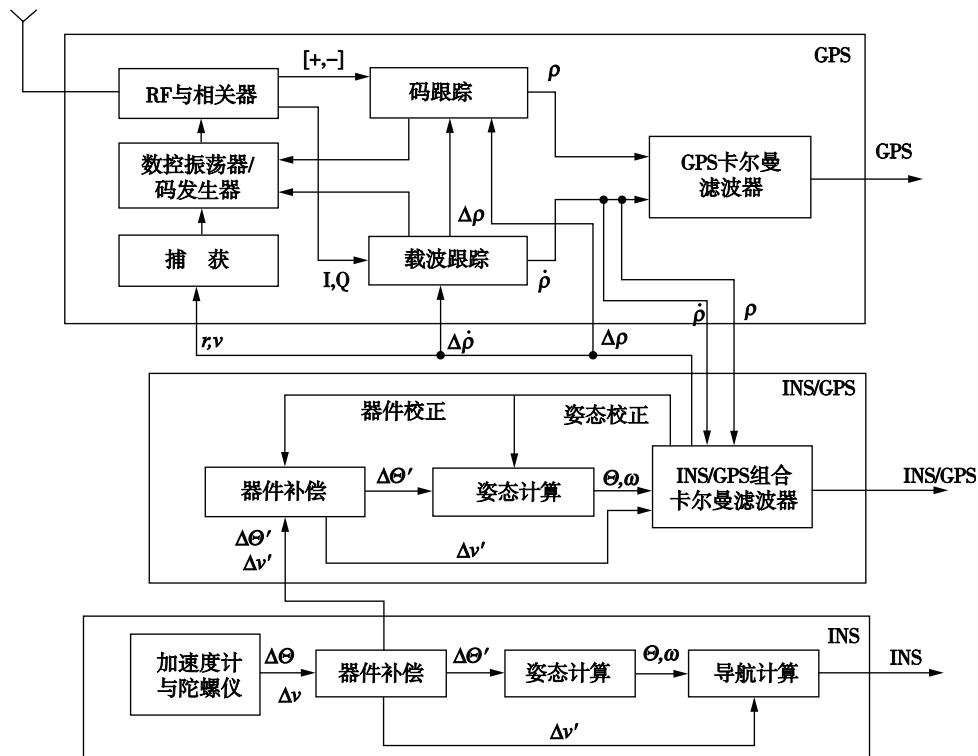 GPS
[+,−]
ρ
RF与相关器
码跟踪
GPS
数控振荡器/
码发生器
GPS卡尔曼
滤波器
Δρ
捕 获
载波跟踪
I,Q
ρ̇
ρ̇
ρ
r,v
Δρ̇
Δρ
INS/GPS
器件校正
姿态校正
器件补偿
ΔΘ′
姿态计算
Θ,ω
INS/GPS组合
卡尔曼滤波器
INS/GPS
ΔΘ′
Δv′
Δv′
INS
加速度计
与陀螺仪
ΔΘ
Δv
器件补偿
ΔΘ′
姿态计算
Θ,ω
导航计算
INS
Δv′